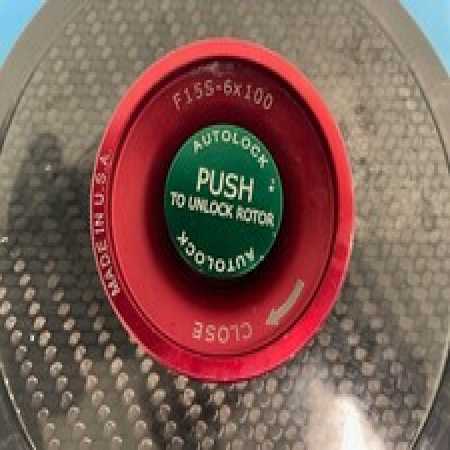 F15S-6x100
AUTOLOCK
PUSH
TO UNLOCK ROTOR
AUTOLOCK
CLOSE
MADE IN U.S.A.